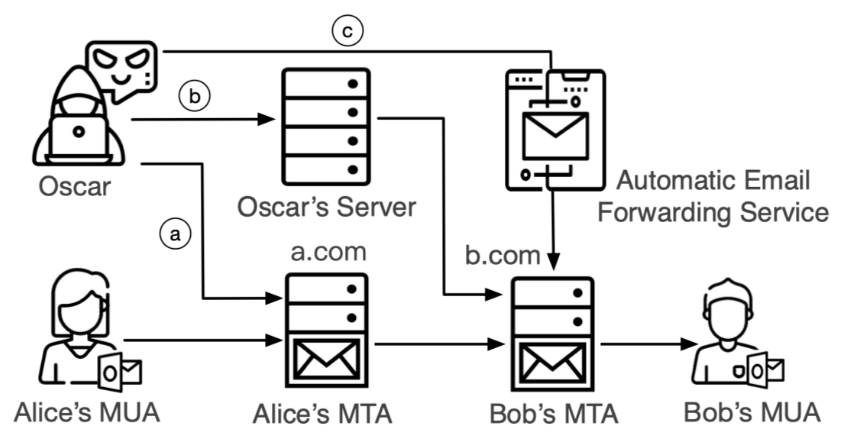 c
b
Oscar
Oscar's Server
Automatic Email
Forwarding Service
a
a.com
b.com
Alice's MUA
Alice's MTA
Bob's MTA
Bob's MUA